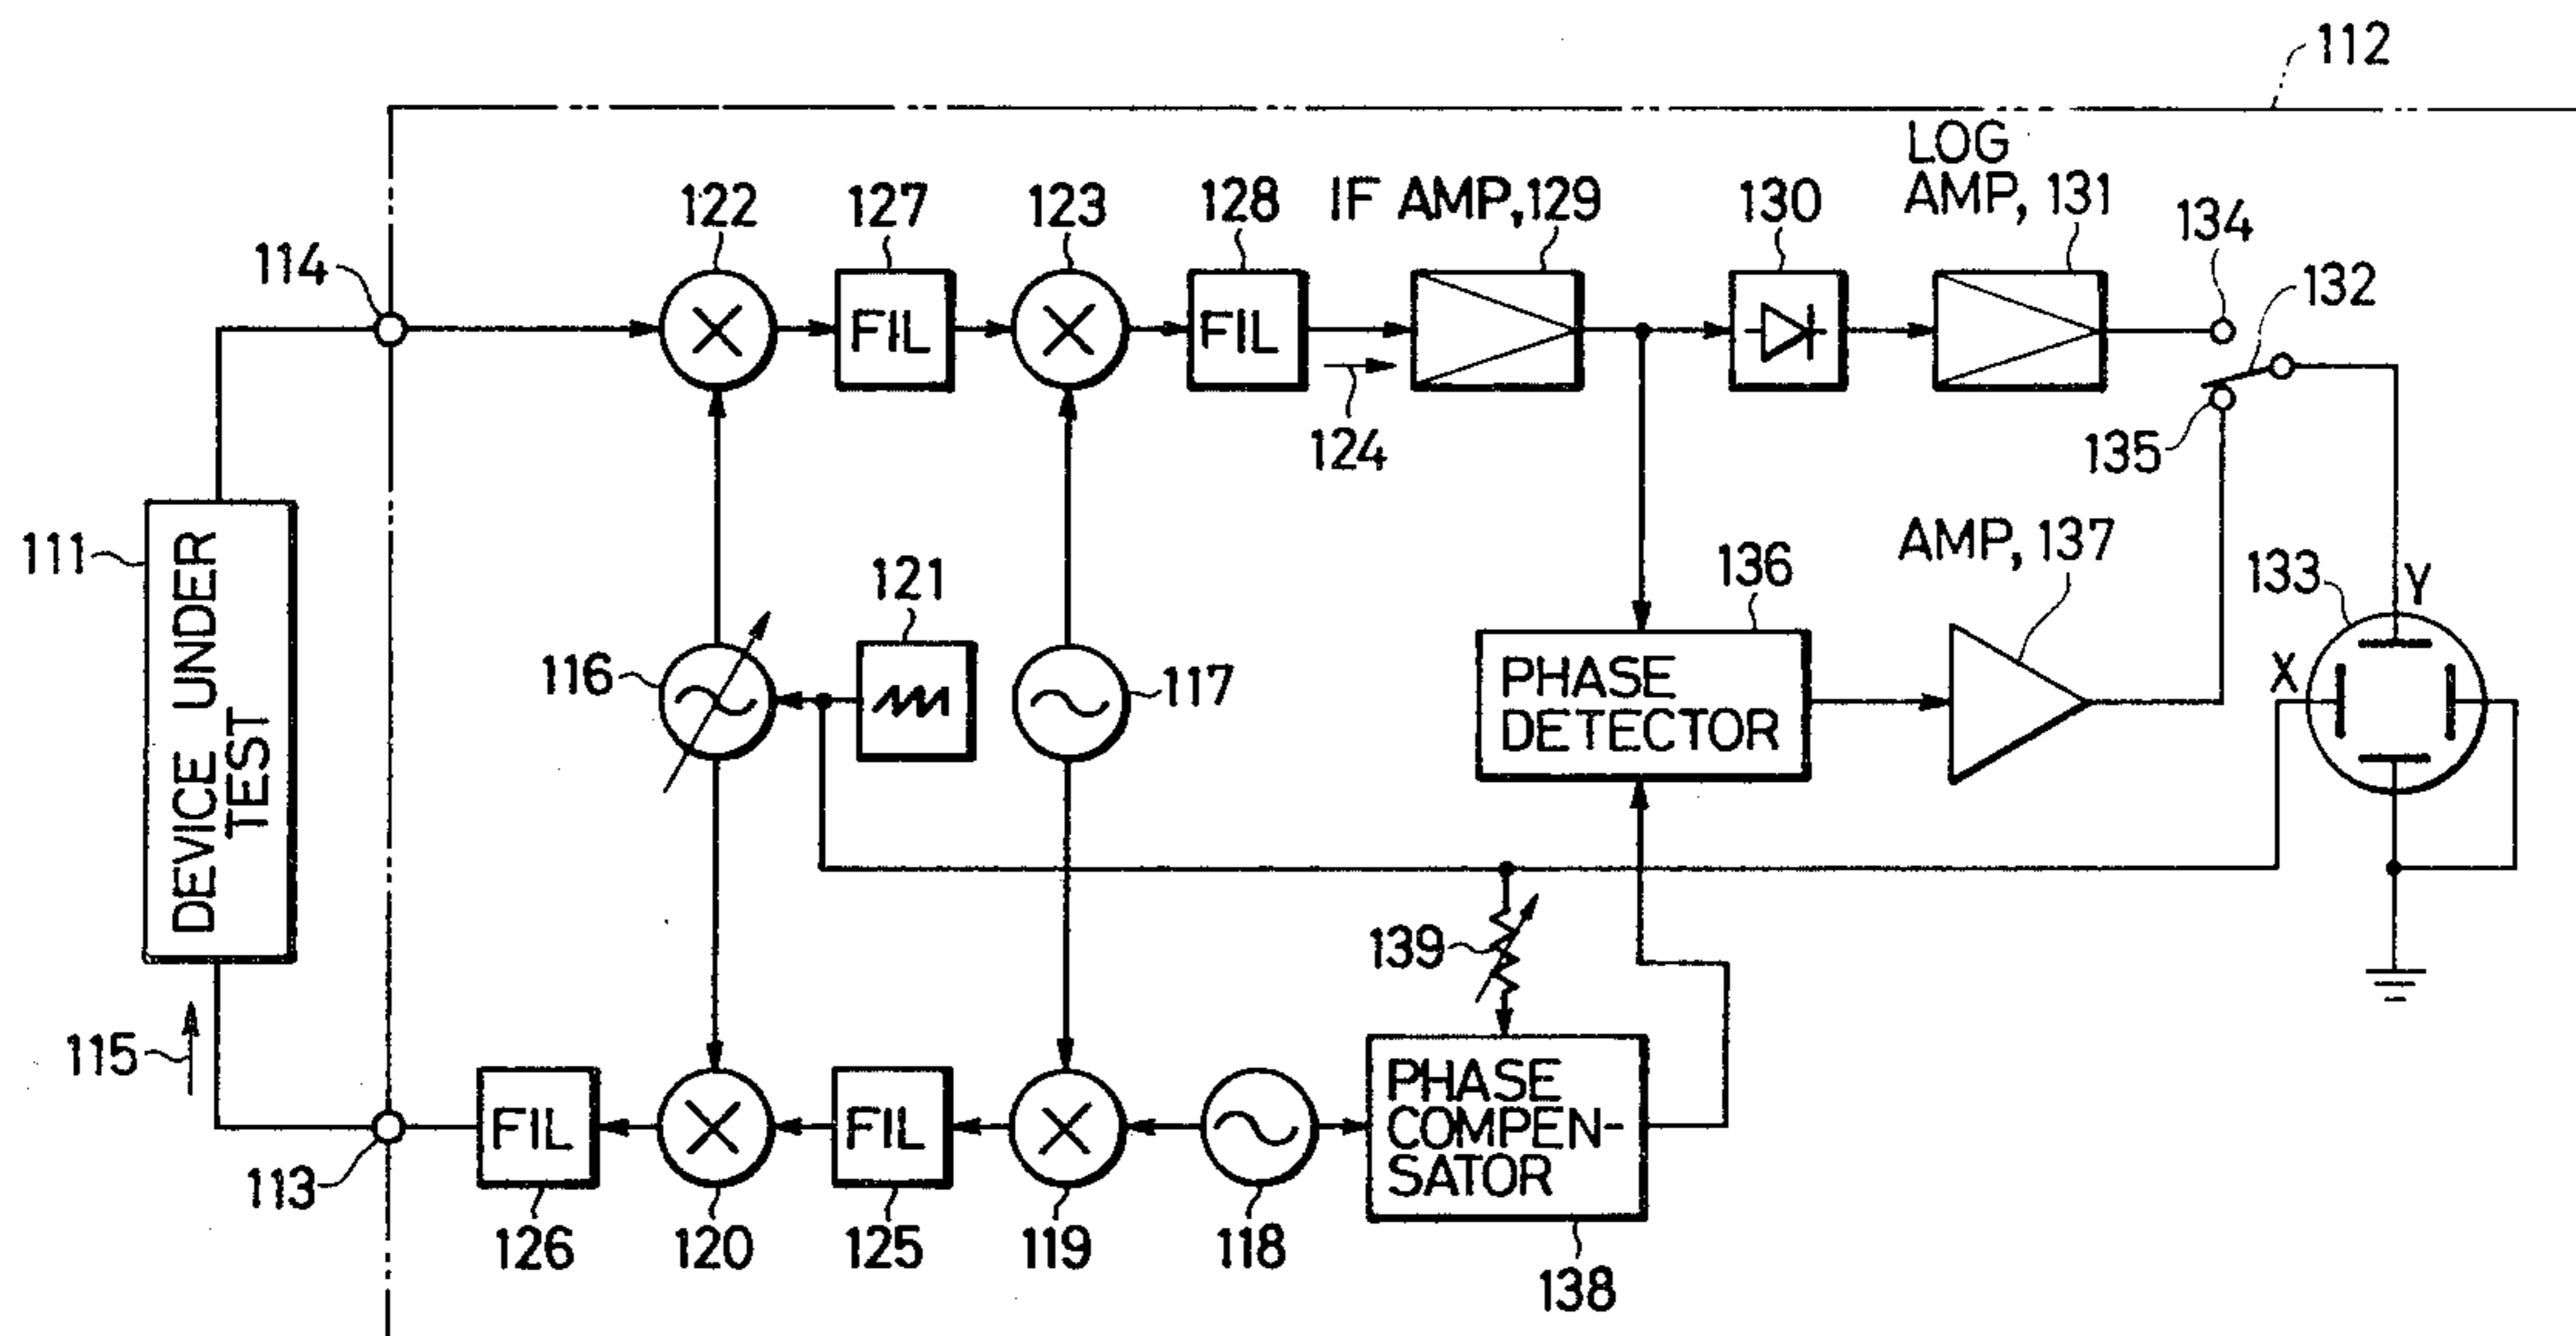 112
LOG
AMP, 131
122
127
123
128
IF AMP, 129
130
134
114
132
FIL
FIL
124
135
111
DEVICE UNDER
TEST
121
136
AMP, 137
133
Y
116
117
X
PHASE
DETECTOR
139
115
PHASE
COMPEN-
SATOR
FIL
FIL
113
126
120
125
119
118
138